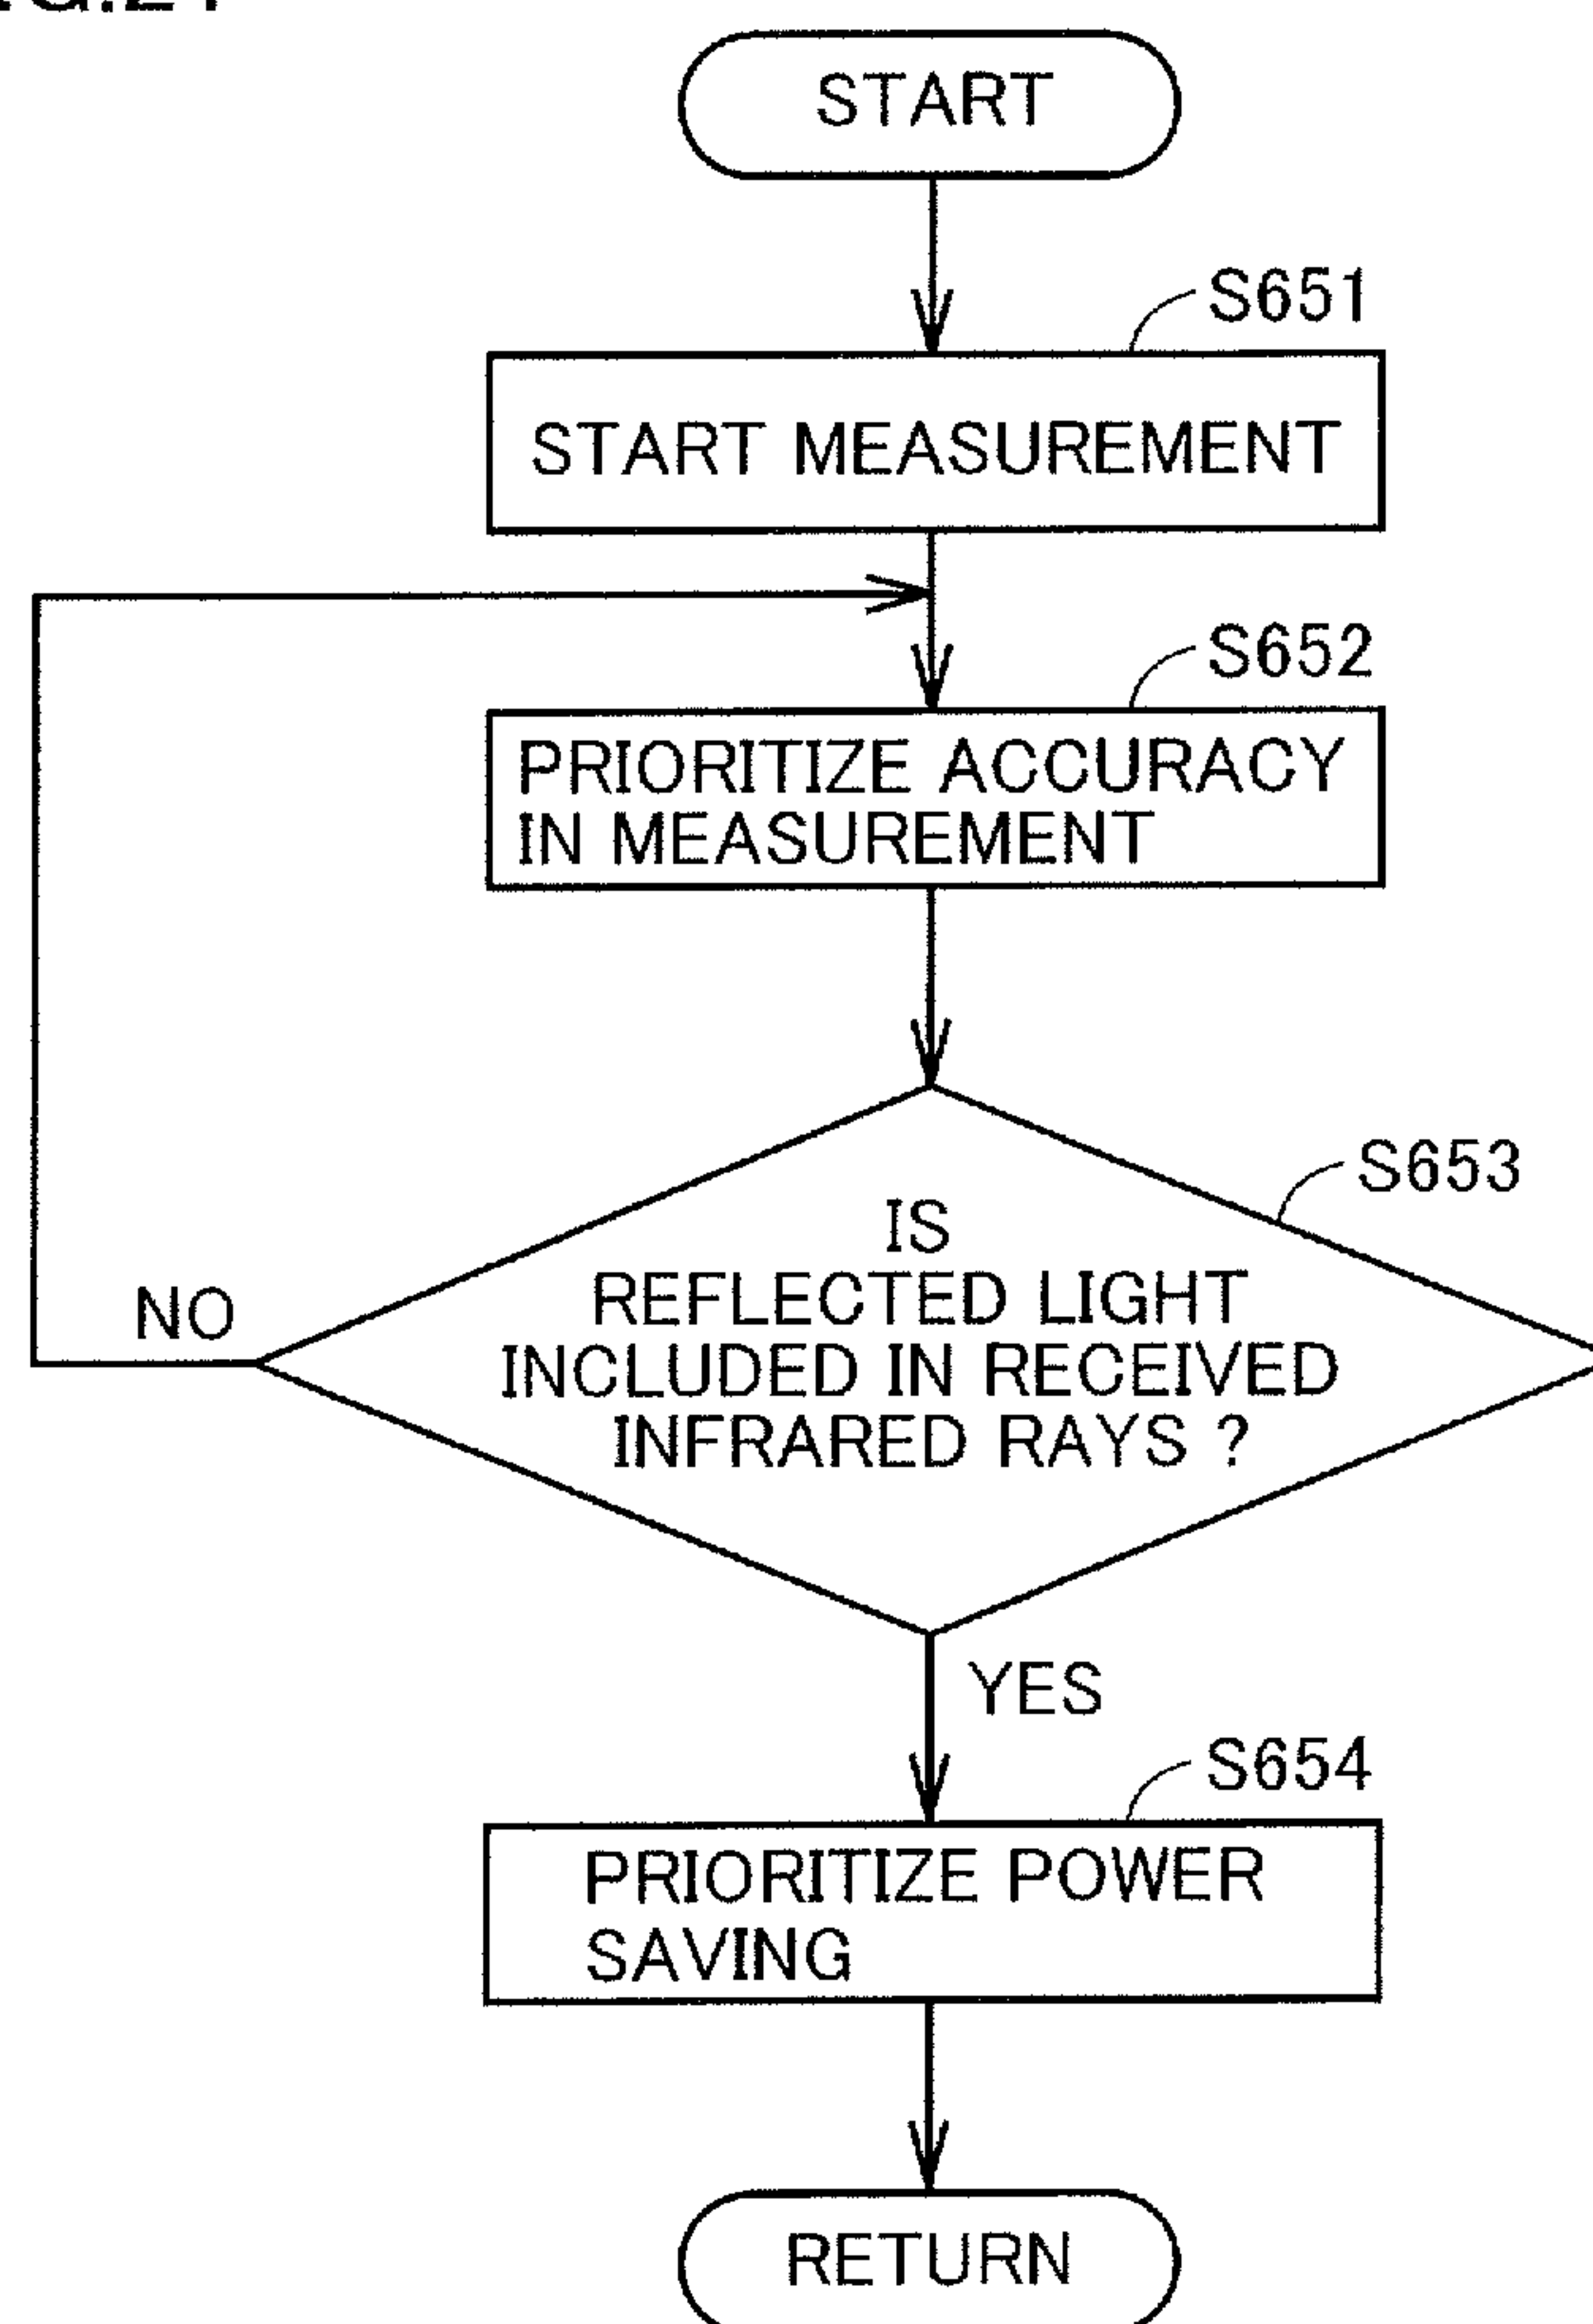 START
S651
START MEASUREMENT
S652
PRIORITIZE ACCURACY
IN MEASUREMENT
S653
IS
REFLECTED LIGHT
INCLUDED IN RECEIVED
INFRARED RAYS ?
NO
YES
S654
PRIORITIZE POWER
SAVING
RETURN